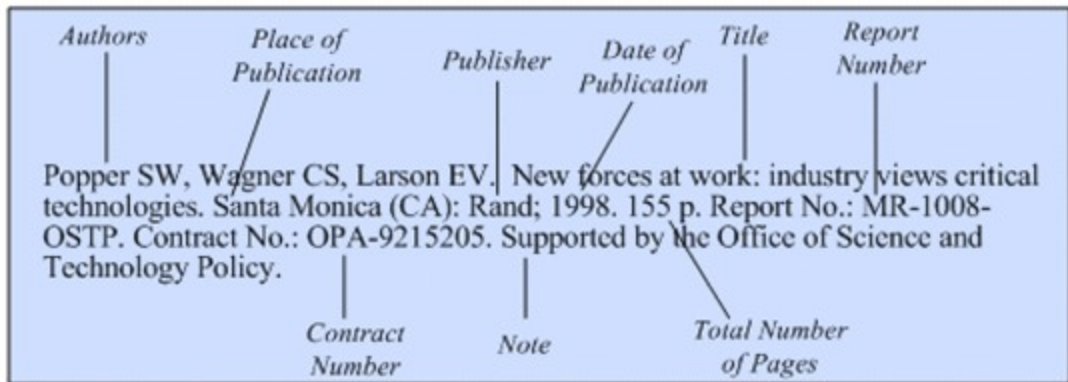 Authors
Place of
Publication
Publisher
Date of
Publication
Title
Report
Number
Popper SW, Wagner CS, Larson EV. New forces at work: industry views critical
technologies. Santa Monica (CA): Rand; 1998. 155 p. Report No.: MR-1008-
OSTP. Contract No.: OPA-9215205. Supported by the Office of Science and
Technology Policy.
Contract
Number
Note
Total Number
of Pages